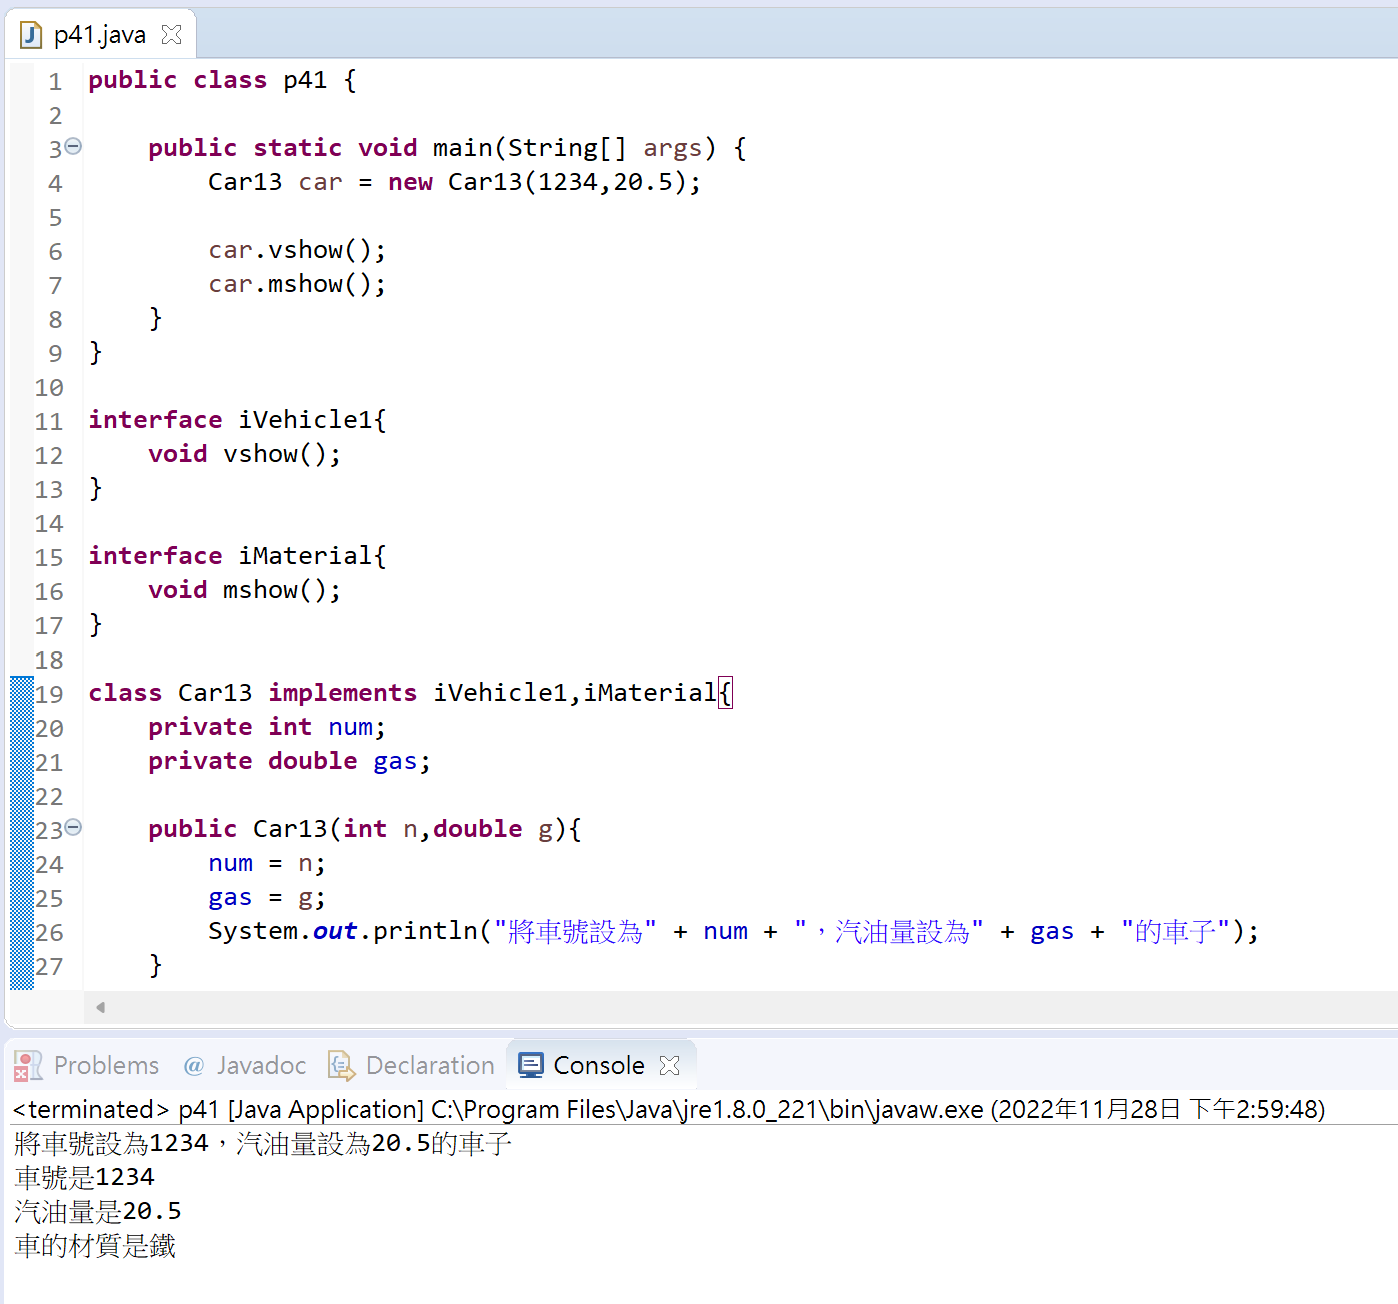 p41.java
1 public class p41 {
2
3     public static void main(String[] args) {
4         Car13 car = new Car13(1234,20.5);
5
6         car.vshow();
7         car.mshow();
8     }
9 }
10
11 interface iVehicle1{
12     void vshow();
13 }
14
15 interface iMaterial{
16     void mshow();
17 }
18
19 class Car13 implements iVehicle1,iMaterial{
20     private int num;
21     private double gas;
22
23     public Car13(int n,double g){
24         num = n;
25         gas = g;
26         System.out.println("將車號設為" + num + "，汽油量設為" + gas + "的車子");
27     }
Problems @ Javadoc Declaration Console
<terminated> p41 [Java Application] C:\Program Files\Java\jre1.8.0_221\bin\javaw.exe (2022年11月28日 下午2:59:48)
將車號設為1234，汽油量設為20.5的車子
車號是1234
汽油量是20.5
車的材質是鐵